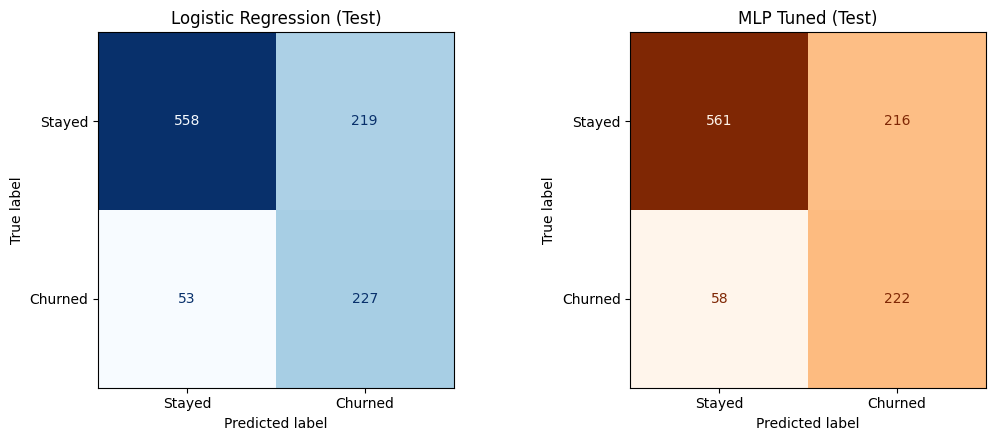 Logistic Regression (Test)
Stayed
558
219
Churned
53
227
True label
Stayed
Churned
Predicted label
MLP Tuned (Test)
Stayed
561
216
Churned
58
222
True label
Stayed
Churned
Predicted label